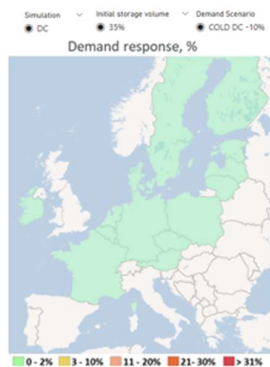 Simulation Initial storage volume Demand Scenario
DC 35% COLD DC -10%
Demand response, %
0 - 2% 3 - 10% 11 - 20% 21- 30% > 31%